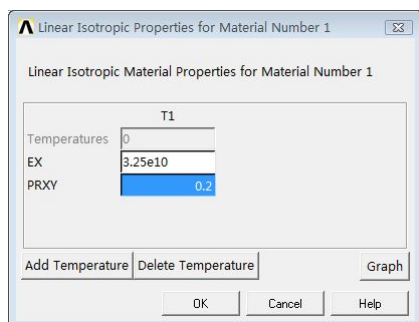 Linear Isotropic Properties for Material Number 1
Linear Isotropic Material Properties for Material Number 1
T1
Temperatures 0
EX 3.25e10
PRXY 0.2
Add Temperature Delete Temperature Graph
OK Cancel Help